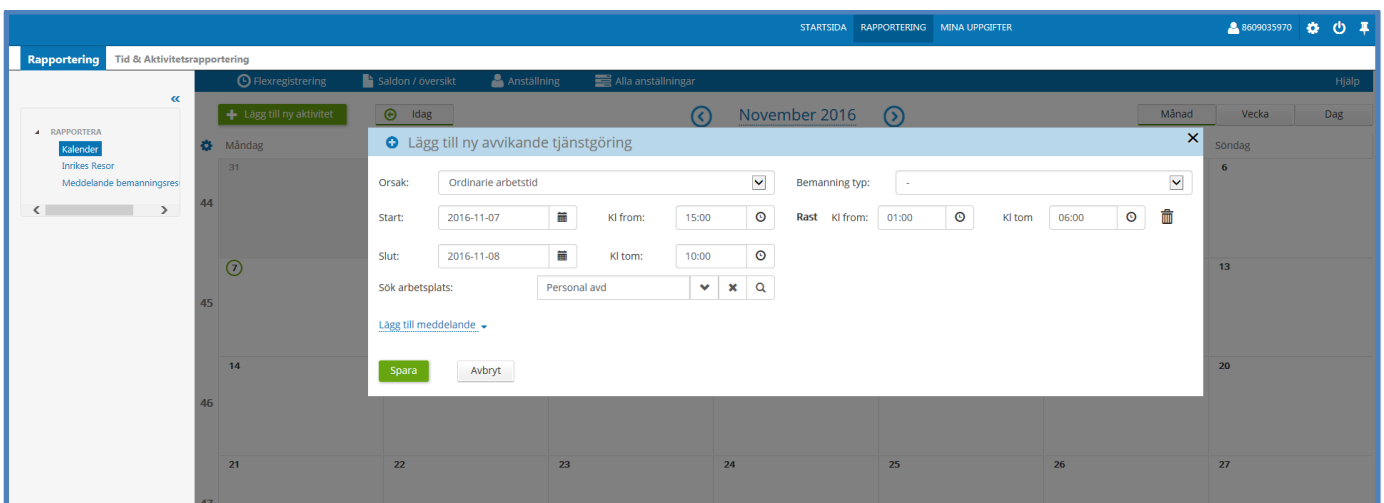 STARTSIDA RAPPORTERING MINA UPPGIFTER 8609035970
Rapportering Tid & Aktivitetsrapportering
Flexregistrering Saldon / översikt Anställning Alla anställningar Hjälp
«
Lägg till ny aktivitet Idag November 2016 Månad Vecka Dag
RAPPORTERA
Kalender
Inrikes Resor
Meddelande bemanningsres
Måndag Söndag
Lägg till ny avvikande tjänstgöring
31 6
44
Orsak: Ordinarie arbetstid Bemanning typ: -
Start: 2016-11-07 Kl from: 15:00 Rast Kl from: 01:00 Kl tom 06:00
Slut: 2016-11-08 Kl tom: 10:00
7 13
Sök arbetsplats: Personal avd
45
Lägg till meddelande
14 20
Spara Avbryt
46
21 22 23 24 25 26 27
47